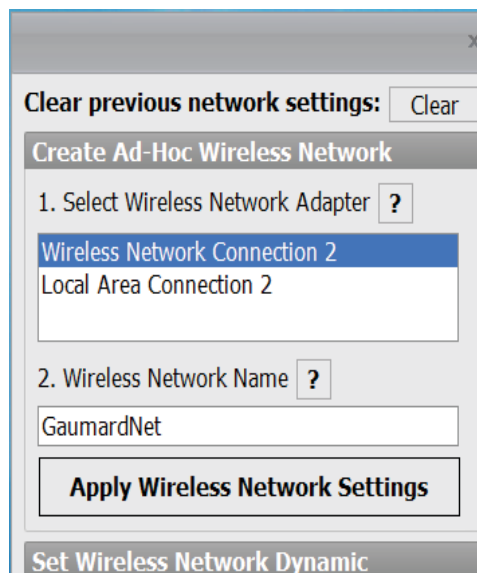 x
Clear previous network settings: Clear
Create Ad-Hoc Wireless Network
1. Select Wireless Network Adapter ?
Wireless Network Connection 2
Local Area Connection 2
2. Wireless Network Name ?
GaumardNet
Apply Wireless Network Settings
Set Wireless Network Dynamic